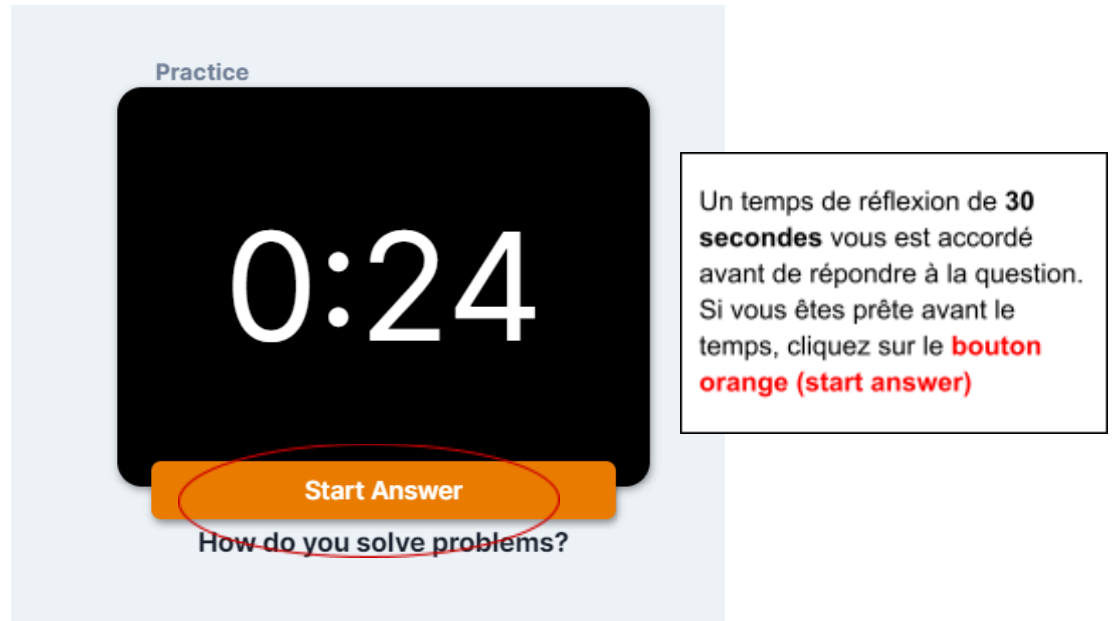 Practice
0:24
Start Answer
How do you solve problems?
Un temps de réflexion de 30
secondes vous est accordé
avant de répondre à la question.
Si vous êtes prête avant le
temps, cliquez sur le bouton
orange (start answer)